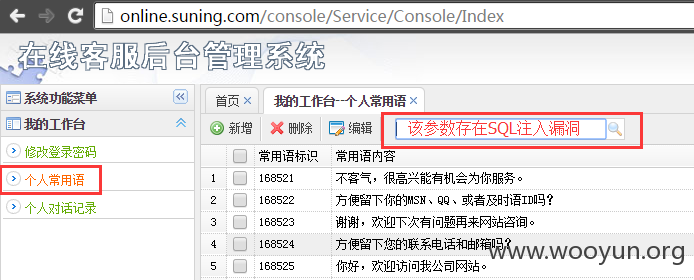 online.suning.com/console/Service/Console/Index
在线客服后台管理系统
系统功能菜单
首页 我的工作台--个人常用语
我的工作台
新增 删除 编辑 该参数存在SQL注入漏洞
修改登录密码
常用语标识 常用语内容
个人常用语
1 168521 不客气，很高兴能有机会为你服务。
2 168522 方便留下你的MSN、QQ、或者及时语ID吗？
个人对话记录
3 168523 谢谢，欢迎下次有问题再来网站咨询。
4 168524 方便留下您的联系电话和邮箱吗？
5 168525 你好，欢迎访问我公司网站。
www.wooyun.org